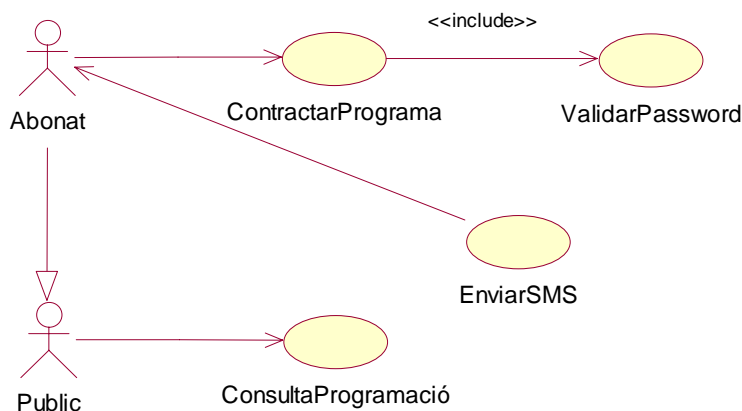 <<include>>
Abonat
ContractarPrograma
ValidarPassword
EnviarSMS
Public
ConsultaProgramació